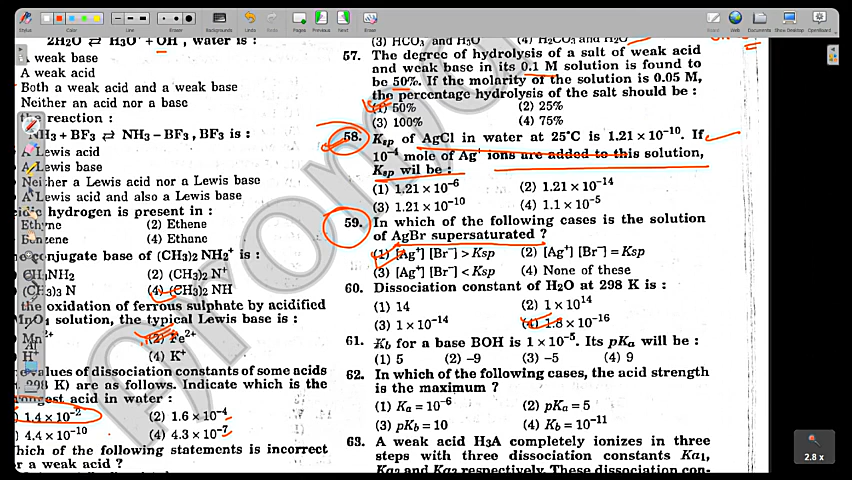 Stylus
Color
Line
Eraser
Backgrounds
Undo
Redo
Page
Previous
Next
Board
Web
Documents
Show Desktop
OpenBoard
2H₂O ⇄ H₃O⁺ + OH, water is :
A weak base
A weak acid
Both a weak acid and a weak base
Neither an acid nor a base
the reaction :
NH₃ + BF₃ ⇄ NH₃ – BF₃, BF₃ is :
A Lewis acid
A Lewis base
Neither a Lewis acid nor a Lewis base
A Lewis acid and also a Lewis base
hydrogen is present in :
Ethyne (2) Ethene
Benzene (4) Ethane
conjugate base of (CH₃)₂ NH₂⁺ is :
CH₃NH₂ (2) (CH₃)₂ N⁺
(CH₃)₃ N (4) (CH₃)₂ NH
the oxidation of ferrous sulphate by acidified
solution, the typical Lewis base is :
(2) Fe²⁺
H⁺ (4) K⁺
values of dissociation constants of some acids
298 K) are as follows. Indicate which is the
acid in water :
1.4 × 10⁻² (2) 1.6 × 10⁻⁴
4.4 × 10⁻¹⁰ (4) 4.3 × 10⁻⁷
of the following statements is incorrect
a weak acid ?
(3) HCO₃ and H₃O (4) H₂CO₃ and H₂O
57. The degree of hydrolysis of a salt of weak acid
and weak base in its 0.1 M solution is found to
be 50%. If the molarity of the solution is 0.05 M,
the percentage hydrolysis of the salt should be :
(1) 50% (2) 25%
(3) 100% (4) 75%
58. Ksp of AgCl in water at 25°C is 1.21 × 10⁻¹⁰. If
10⁻⁴ mole of Ag⁺ ions are added to this solution,
Ksp will be :
(1) 1.21 × 10⁻⁶ (2) 1.21 × 10⁻¹⁴
(3) 1.21 × 10⁻¹⁰ (4) 1.1 × 10⁻⁵
59. In which of the following cases is the solution
of AgBr supersaturated ?
(1) [Ag⁺] [Br⁻] > Ksp (2) [Ag⁺] [Br⁻] = Ksp
(3) [Ag⁺] [Br⁻] < Ksp (4) None of these
60. Dissociation constant of H₂O at 298 K is :
(1) 14 (2) 1 × 10¹⁴
(3) 1 × 10⁻¹⁴ (4) 1.8 × 10⁻¹⁶
61. Kb for a base BOH is 1 × 10⁻⁵. Its pKa will be :
(1) 5 (2) –9 (3) –5 (4) 9
62. In which of the following cases, the acid strength
is the maximum ?
(1) Ka = 10⁻⁶ (2) pKa = 5
(3) pKb = 10 (4) Kb = 10⁻¹¹
63. A weak acid H₃A completely ionizes in three
steps with three dissociation constants Ka₁,
Ka₂ and Ka₃ respectively. These dissociation con-
2.8 x